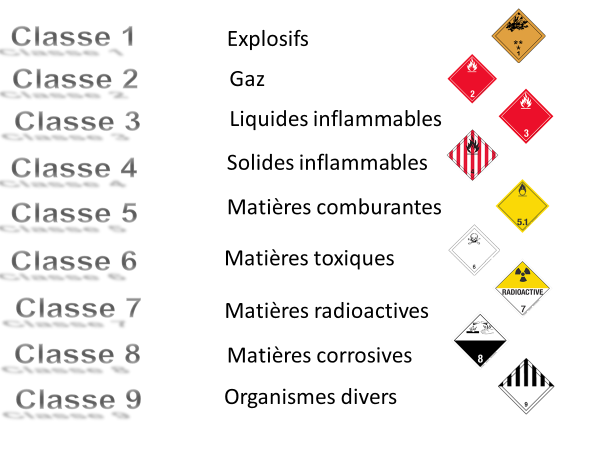 Classe 1 Explosifs
** 
* 
1
Classe 2 Gaz
2
Classe 3 Liquides inflammables
3
Classe 4 Solides inflammables
Classe 5 Matières comburantes
5.1
Classe 6 Matières toxiques
6
Classe 7 Matières radioactives
RADIOACTIVE
7
Classe 8 Matières corrosives
8
Classe 9 Organismes divers
9